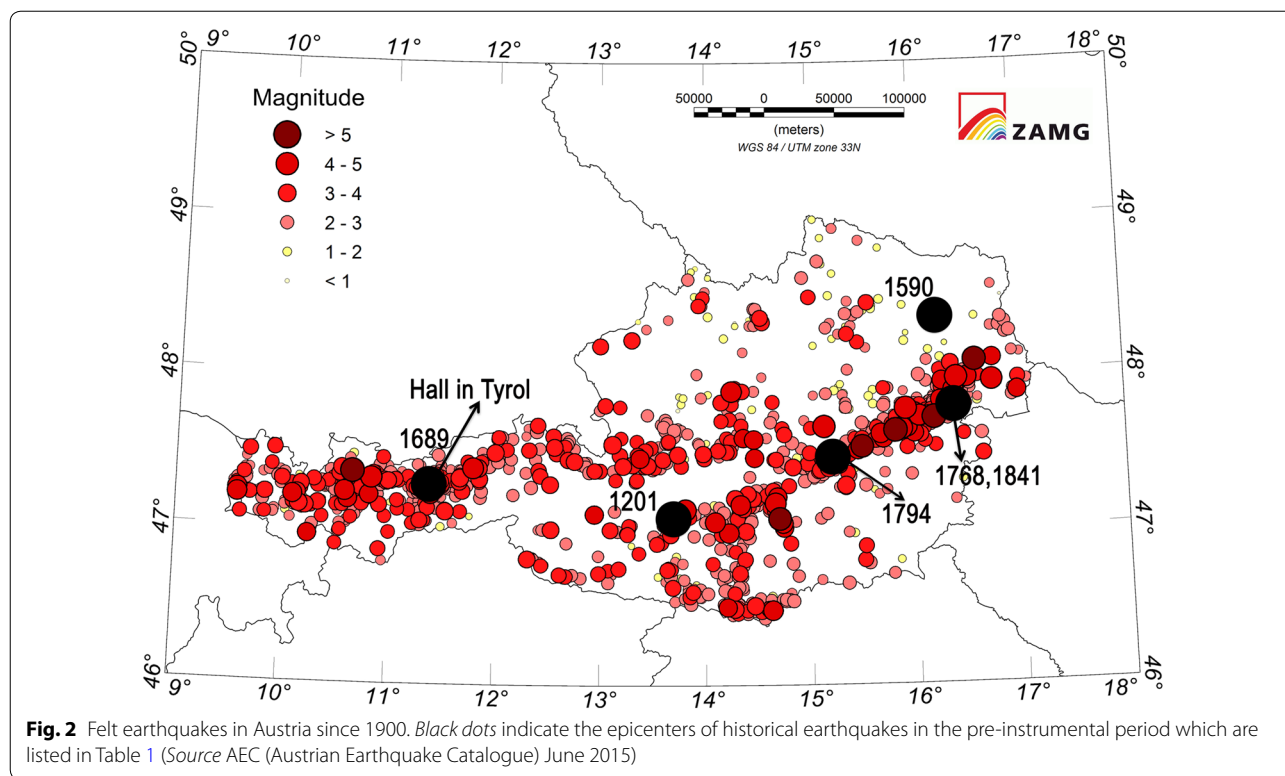 9° 10° 11° 12° 13° 14° 15° 16° 17° 18°
50° 50°
Magnitude
> 5
4 - 5
3 - 4
2 - 3
1 - 2
< 1
50000 0 50000 100000
(meters)
WGS 84 / UTM zone 33N
ZAMG
49° 49°
1590
48° 48°
Hall in Tyrol
1689
1768,1841
1201
1794
47° 47°
46° 46°
9° 10° 11° 12° 13° 14° 15° 16° 17° 18°
Fig. 2 Felt earthquakes in Austria since 1900. Black dots indicate the epicenters of historical earthquakes in the pre-instrumental period which are
listed in Table 1 (Source AEC (Austrian Earthquake Catalogue) June 2015)